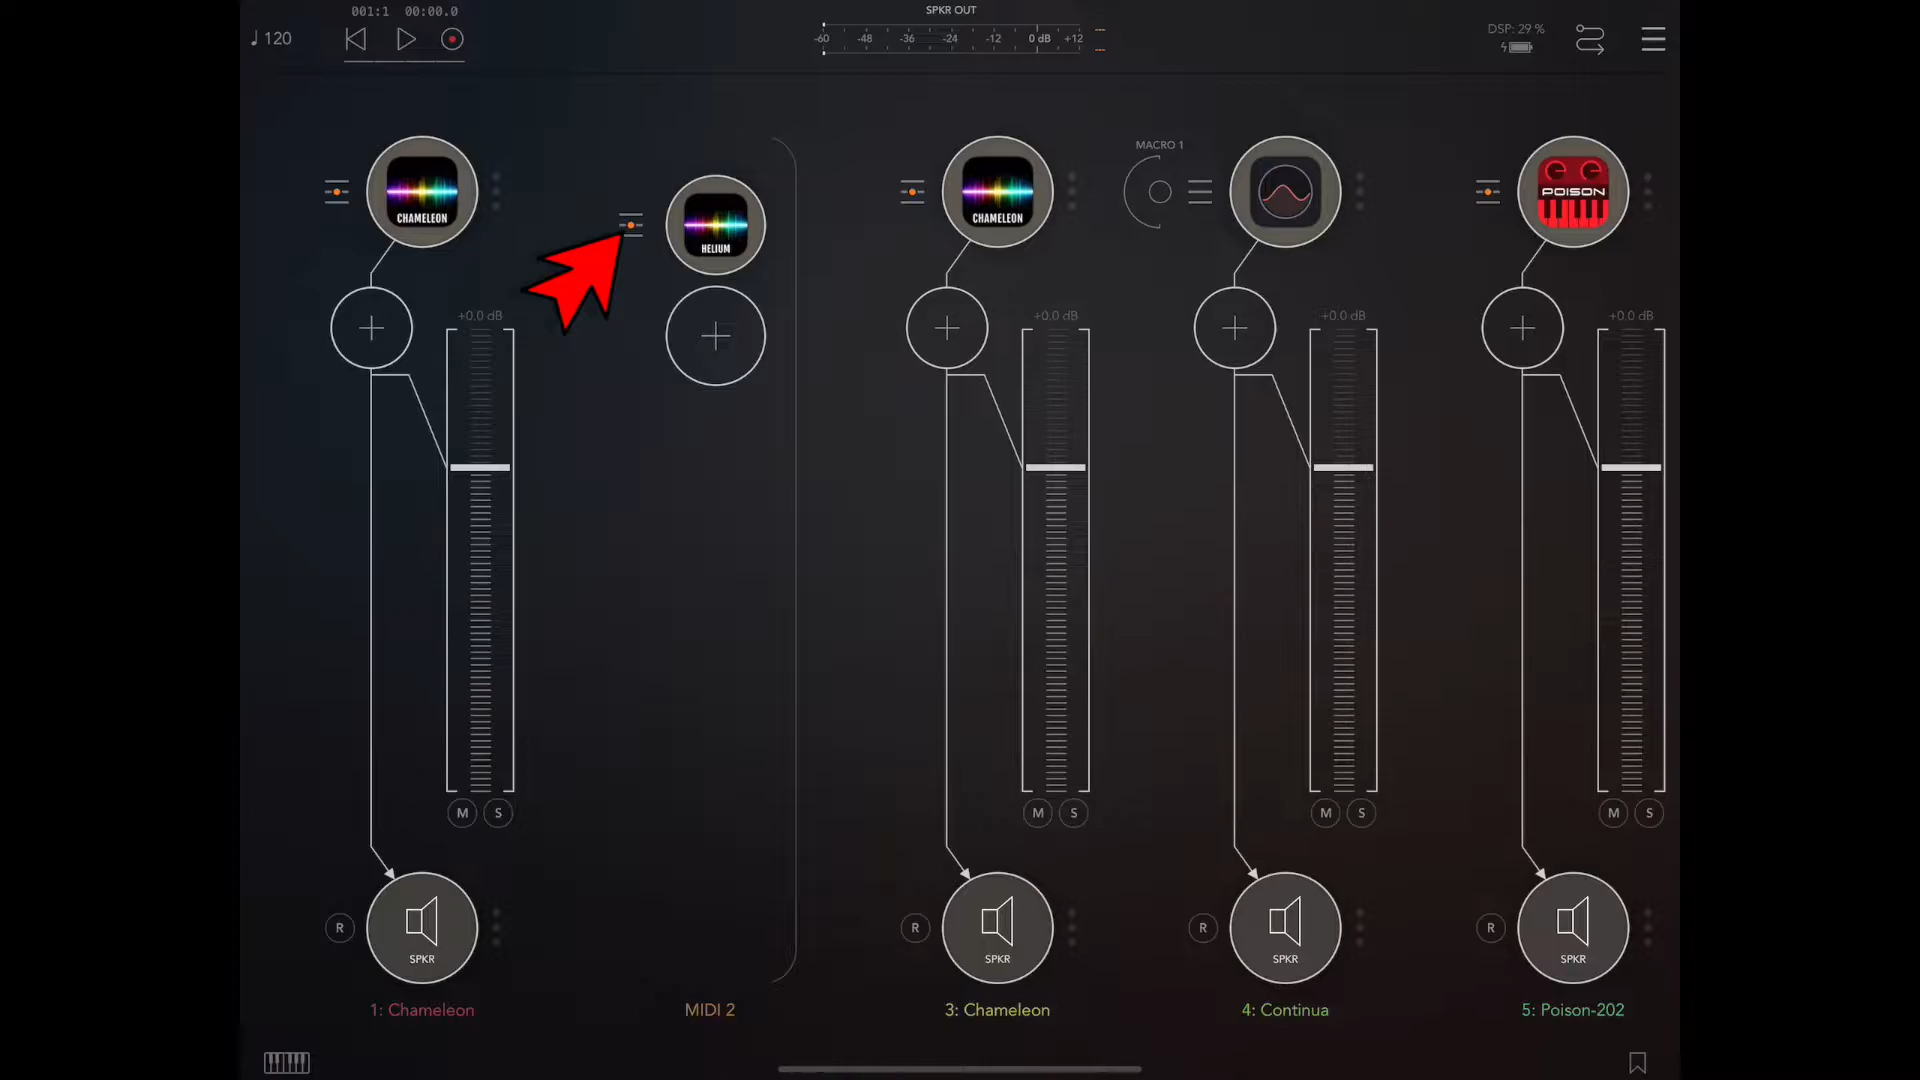 001:1 00:00.0
SPKR OUT
120
-60 -48 -36 -24 -12 0 dB +12
DSP: 29 %
MACRO 1
CHAMELEON
HELIUM
CHAMELEON
POISON
+0.0 dB
+0.0 dB
+0.0 dB
+0.0 dB
M S
M S
M S
M S
R
R
R
R
SPKR
SPKR
SPKR
SPKR
1: Chameleon
MIDI 2
3: Chameleon
4: Continua
5: Poison-202